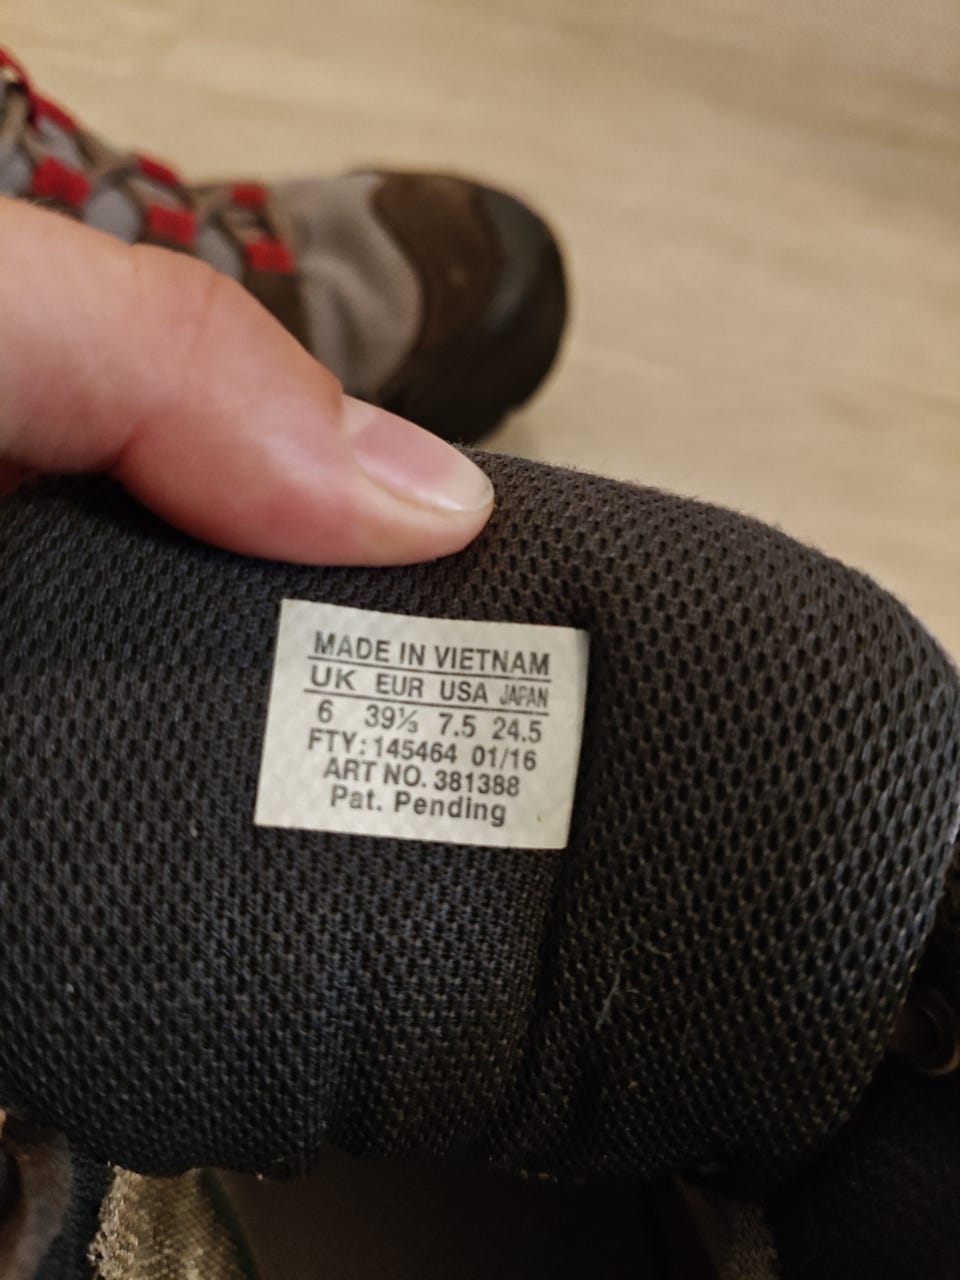 MADE IN VIETNAM
UK EUR USA JAPAN
6 39⅓ 7.5 24.5
FTY: 145464 01/16
ART NO. 381388
Pat. Pending